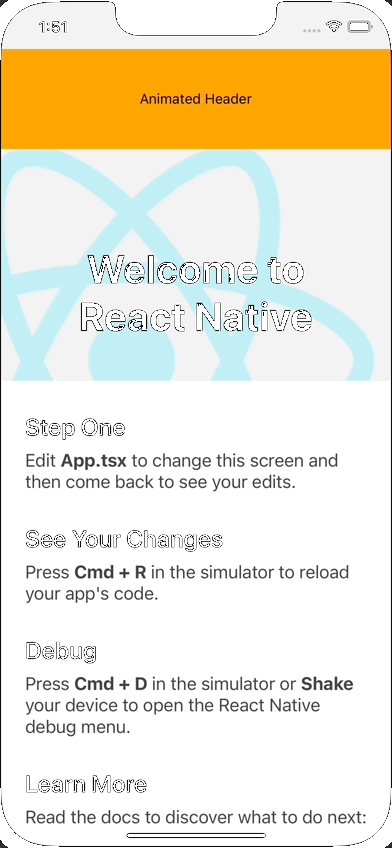 1:51
Animated Header
Welcome to
React Native
Step One
Edit App.tsx to change this screen and
then come back to see your edits.
See Your Changes
Press Cmd + R in the simulator to reload
your app's code.
Debug
Press Cmd + D in the simulator or Shake
your device to open the React Native
debug menu.
Learn More
Read the docs to discover what to do next: